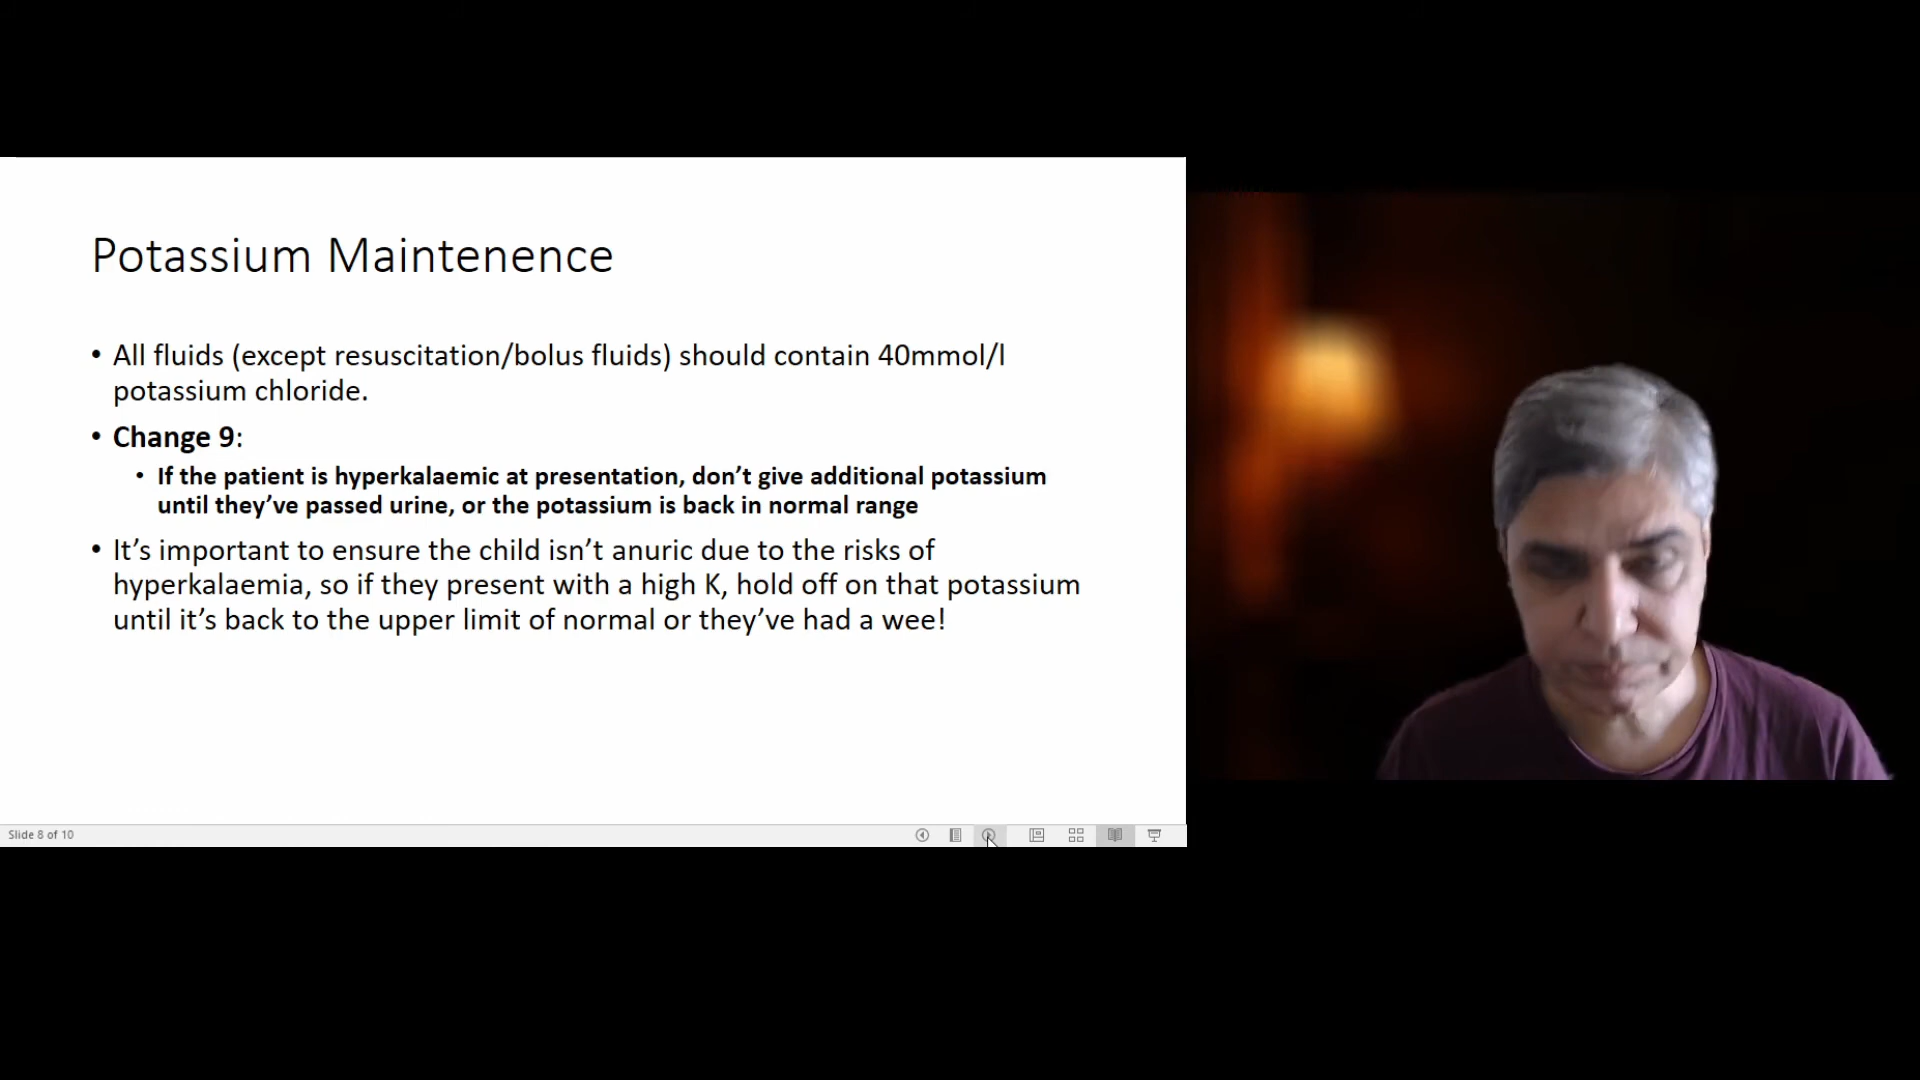 Potassium Maintenence
• All fluids (except resuscitation/bolus fluids) should contain 40mmol/l
potassium chloride.
• Change 9:
• If the patient is hyperkalaemic at presentation, don’t give additional potassium
until they’ve passed urine, or the potassium is back in normal range
• It’s important to ensure the child isn’t anuric due to the risks of
hyperkalaemia, so if they present with a high K, hold off on that potassium
until it’s back to the upper limit of normal or they’ve had a wee!
Slide 8 of 10